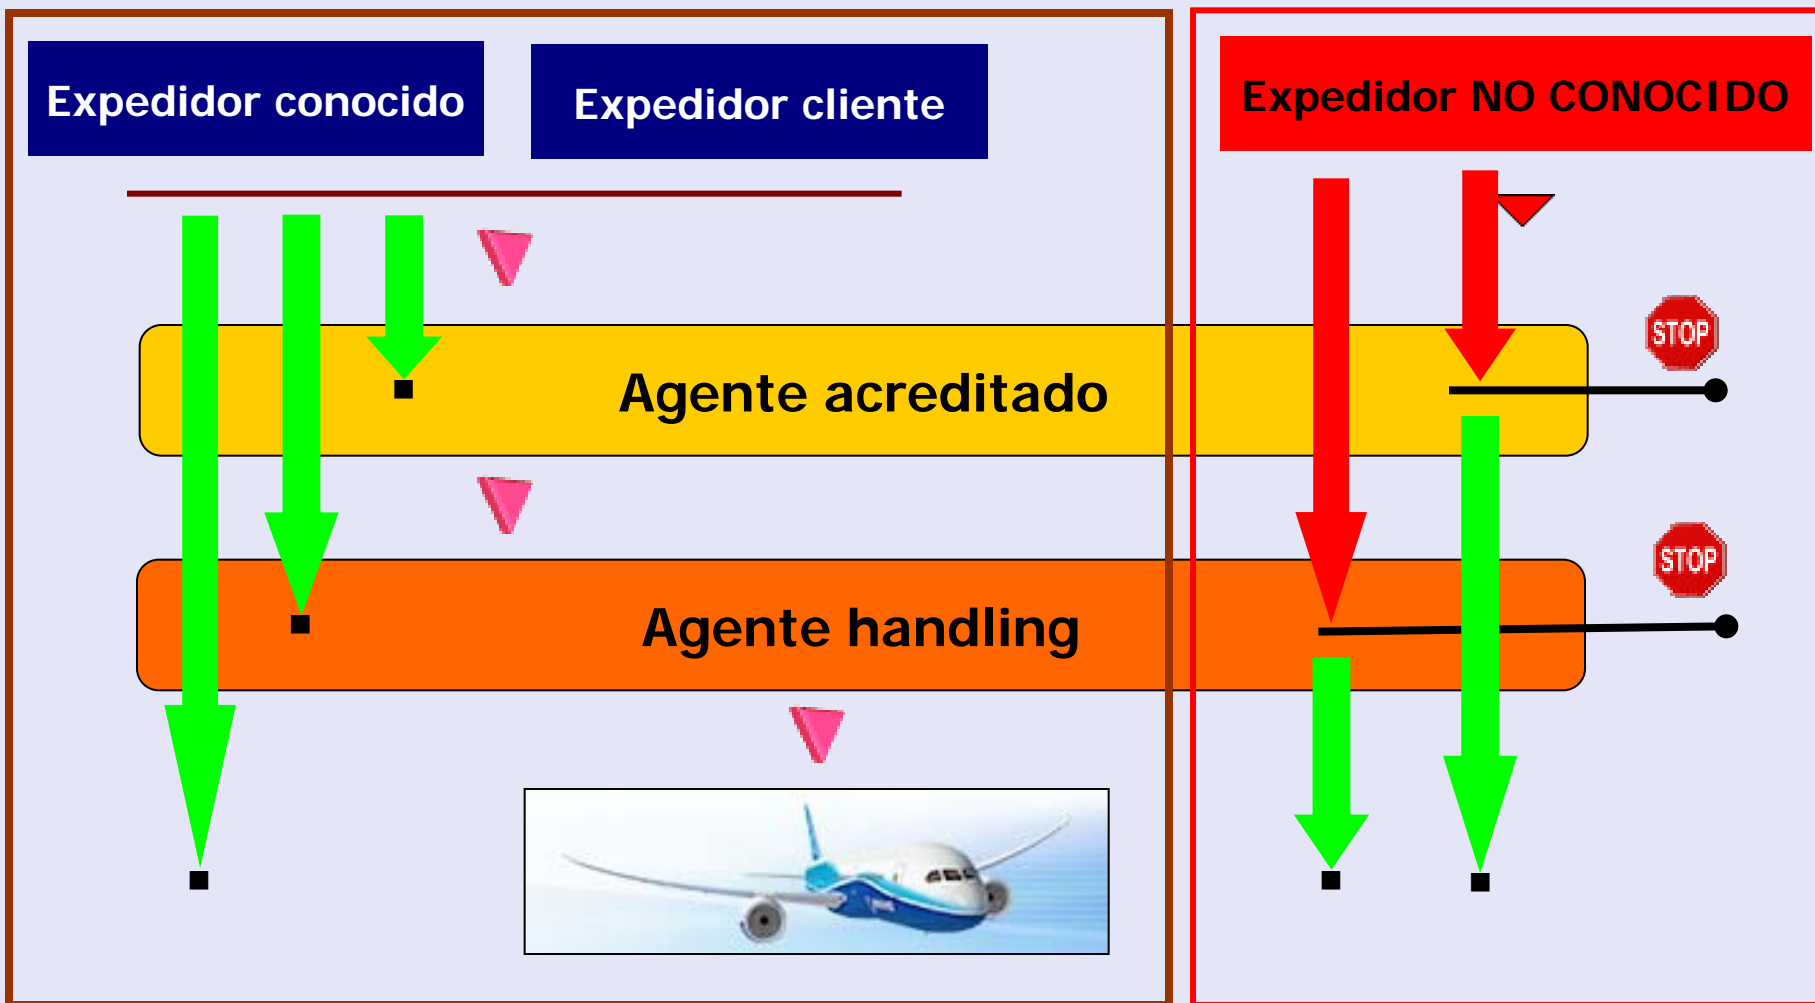 Expedidor conocido
Expedidor cliente
Expedidor NO CONOCIDO
STOP
Agente acreditado
STOP
Agente handling